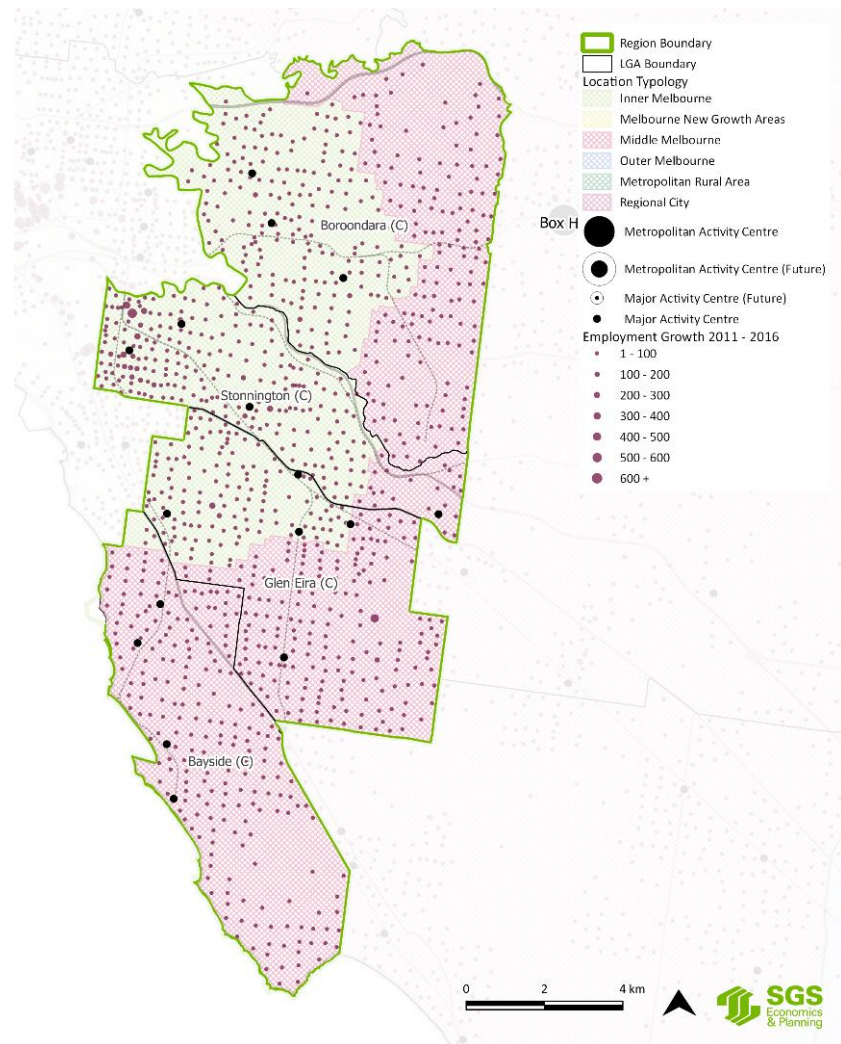 Region Boundary
LGA Boundary
Location Typology
Inner Melbourne
Melbourne New Growth Areas
Middle Melbourne
Outer Melbourne
Metropolitan Rural Area
Regional City
Metropolitan Activity Centre
Metropolitan Activity Centre (Future)
Major Activity Centre (Future)
Major Activity Centre
Employment Growth 2011 - 2016
1 - 100
100 - 200
200 - 300
300 - 400
400 - 500
500 - 600
600 +
Boroondara (C)
Box H
Stonnington (C)
Glen Eira (C)
Bayside (C)
0 2 4 km
SGS
Economics
& Planning